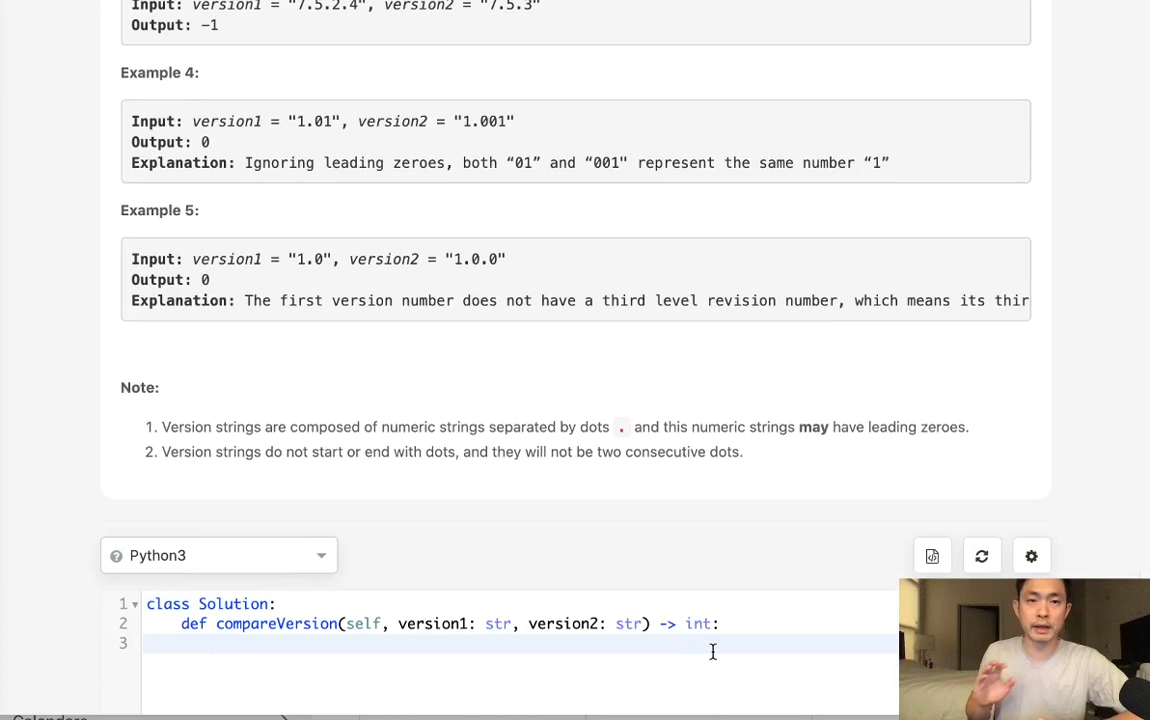 Input: version1 = "7.5.2.4", version2 = "7.5.3"
Output: −1
Example 4:
Input: version1 = "1.01", version2 = "1.001"
Output: 0
Explanation: Ignoring leading zeroes, both “01” and “001" represent the same number “1”
Example 5:
Input: version1 = "1.0", version2 = "1.0.0"
Output: 0
Explanation: The first version number does not have a third level revision number, which means its thir
Note:
1. Version strings are composed of numeric strings separated by dots . and this numeric strings may have leading zeroes.
2. Version strings do not start or end with dots, and they will not be two consecutive dots.
Python3
1 class Solution:
2 def compareVersion(self, version1: str, version2: str) -> int:
3
Calendars